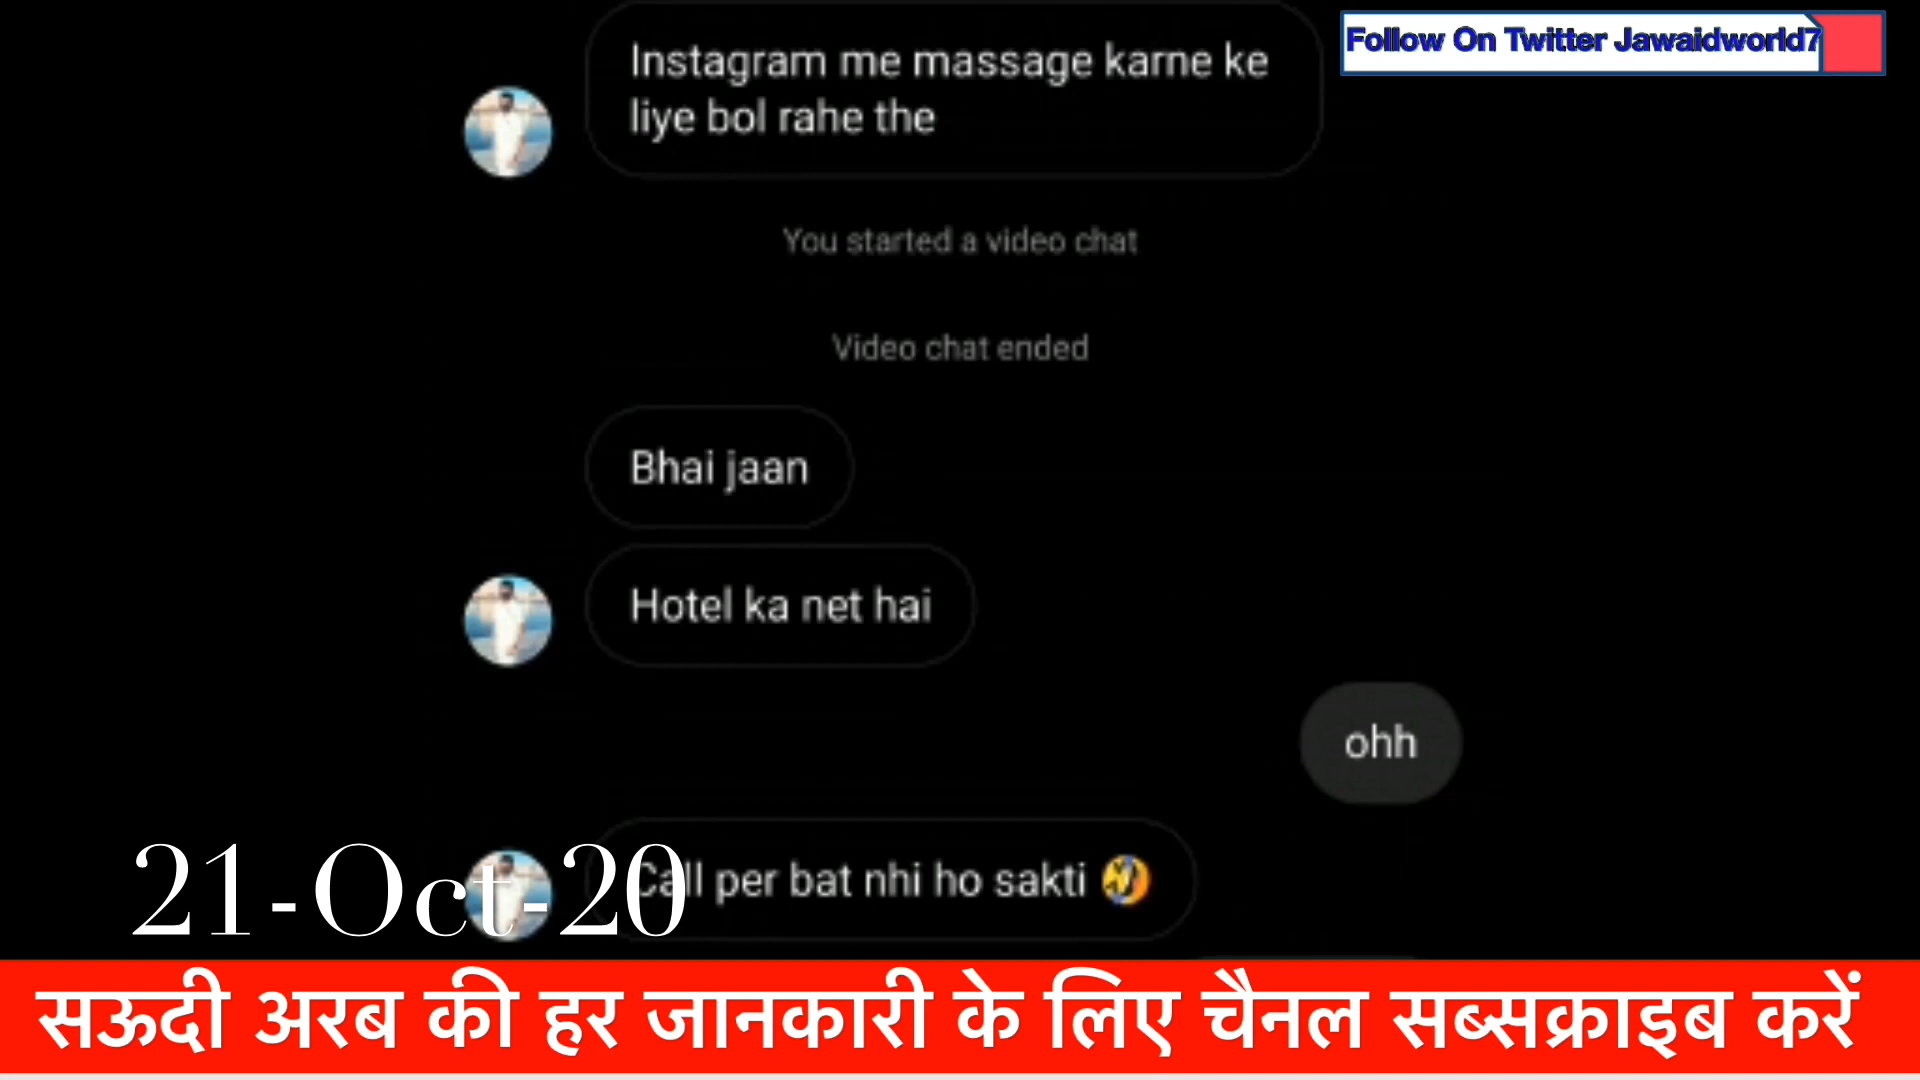 Follow On Twitter Jawaidworld7
Instagram me massage karne ke
liye bol rahe the
You started a video chat
Video chat ended
Bhai jaan
Hotel ka net hai
ohh
Call per bat nhi ho sakti 🤣
21-Oct-20
सऊदी अरब की हर जानकारी के लिए चैनल सब्सक्राइब करें